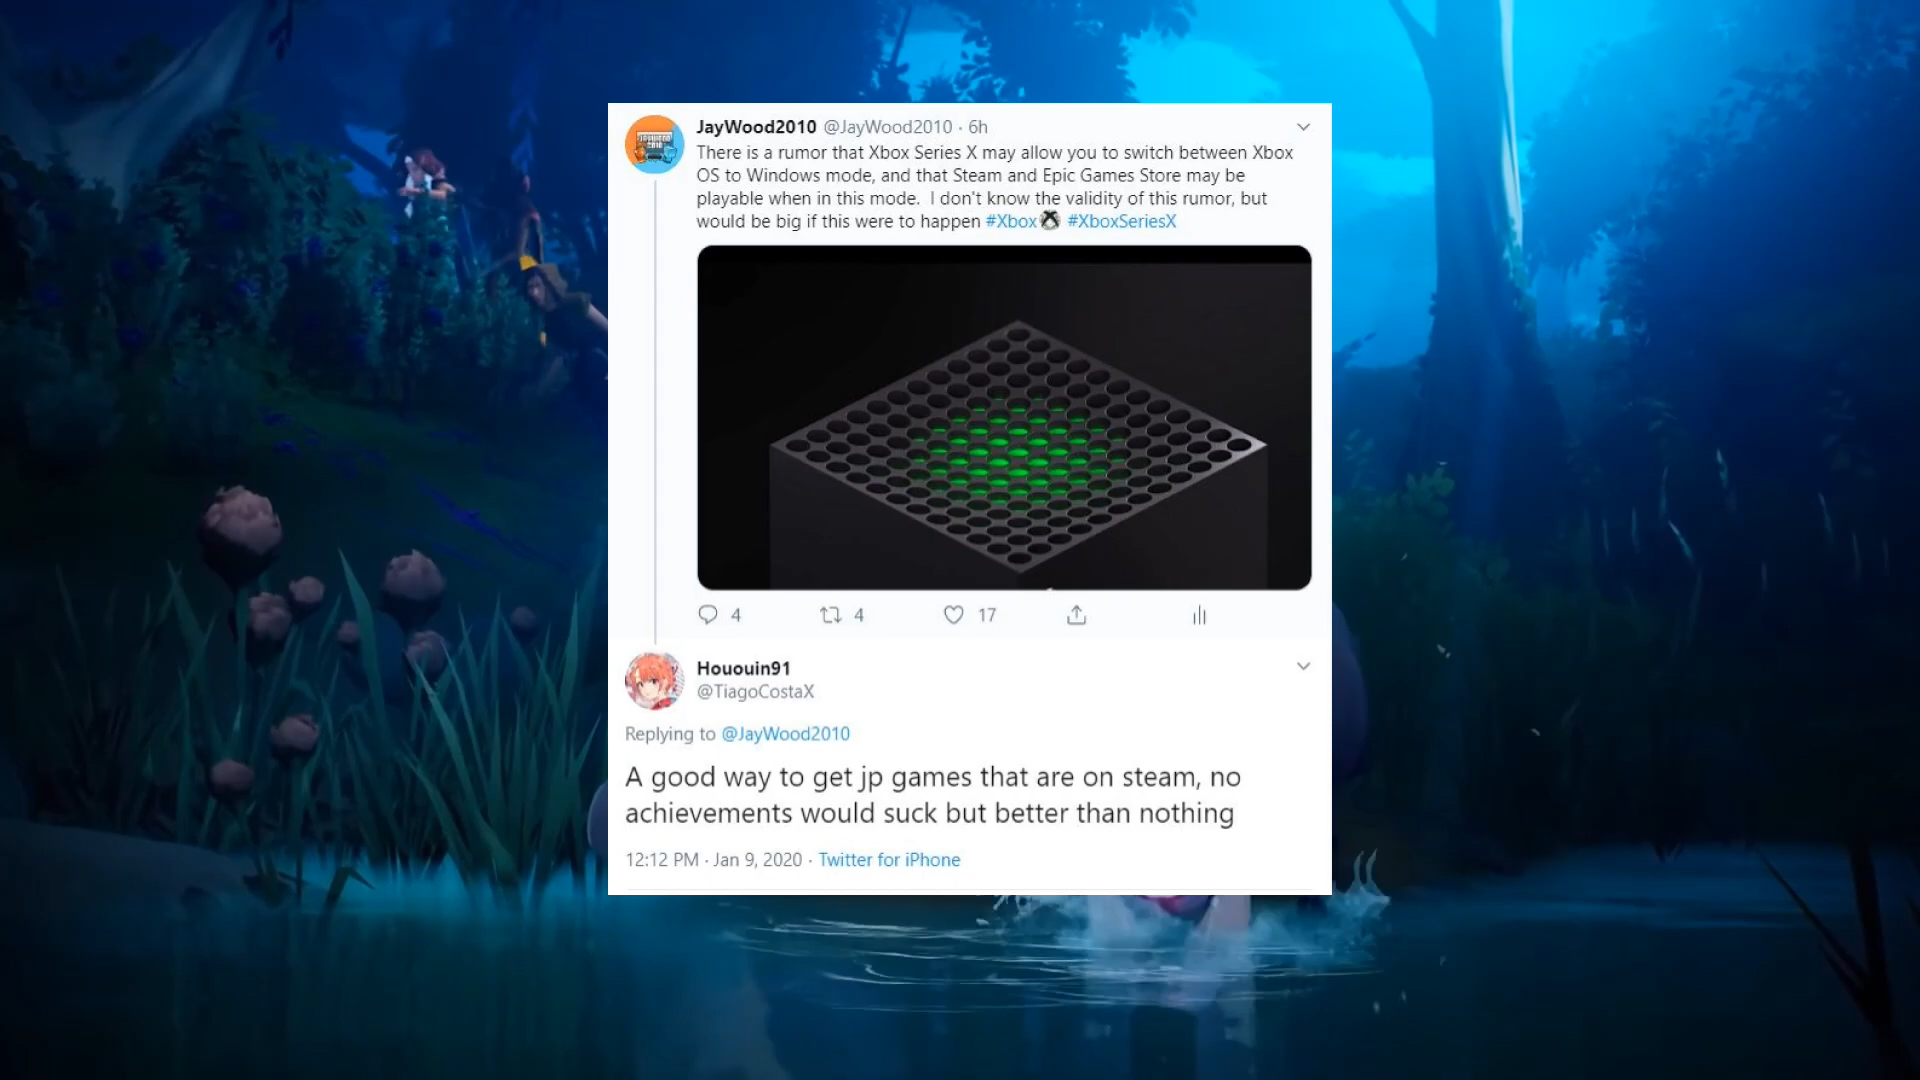 JayWood2010 @JayWood2010 · 6h
There is a rumor that Xbox Series X may allow you to switch between Xbox
OS to Windows mode, and that Steam and Epic Games Store may be
playable when in this mode.  I don't know the validity of this rumor, but
would be big if this were to happen #Xbox #XboxSeriesX
4 4 17
Hououin91
@TiagoCostaX
Replying to @JayWood2010
A good way to get jp games that are on steam, no
achievements would suck but better than nothing
12:12 PM · Jan 9, 2020 · Twitter for iPhone